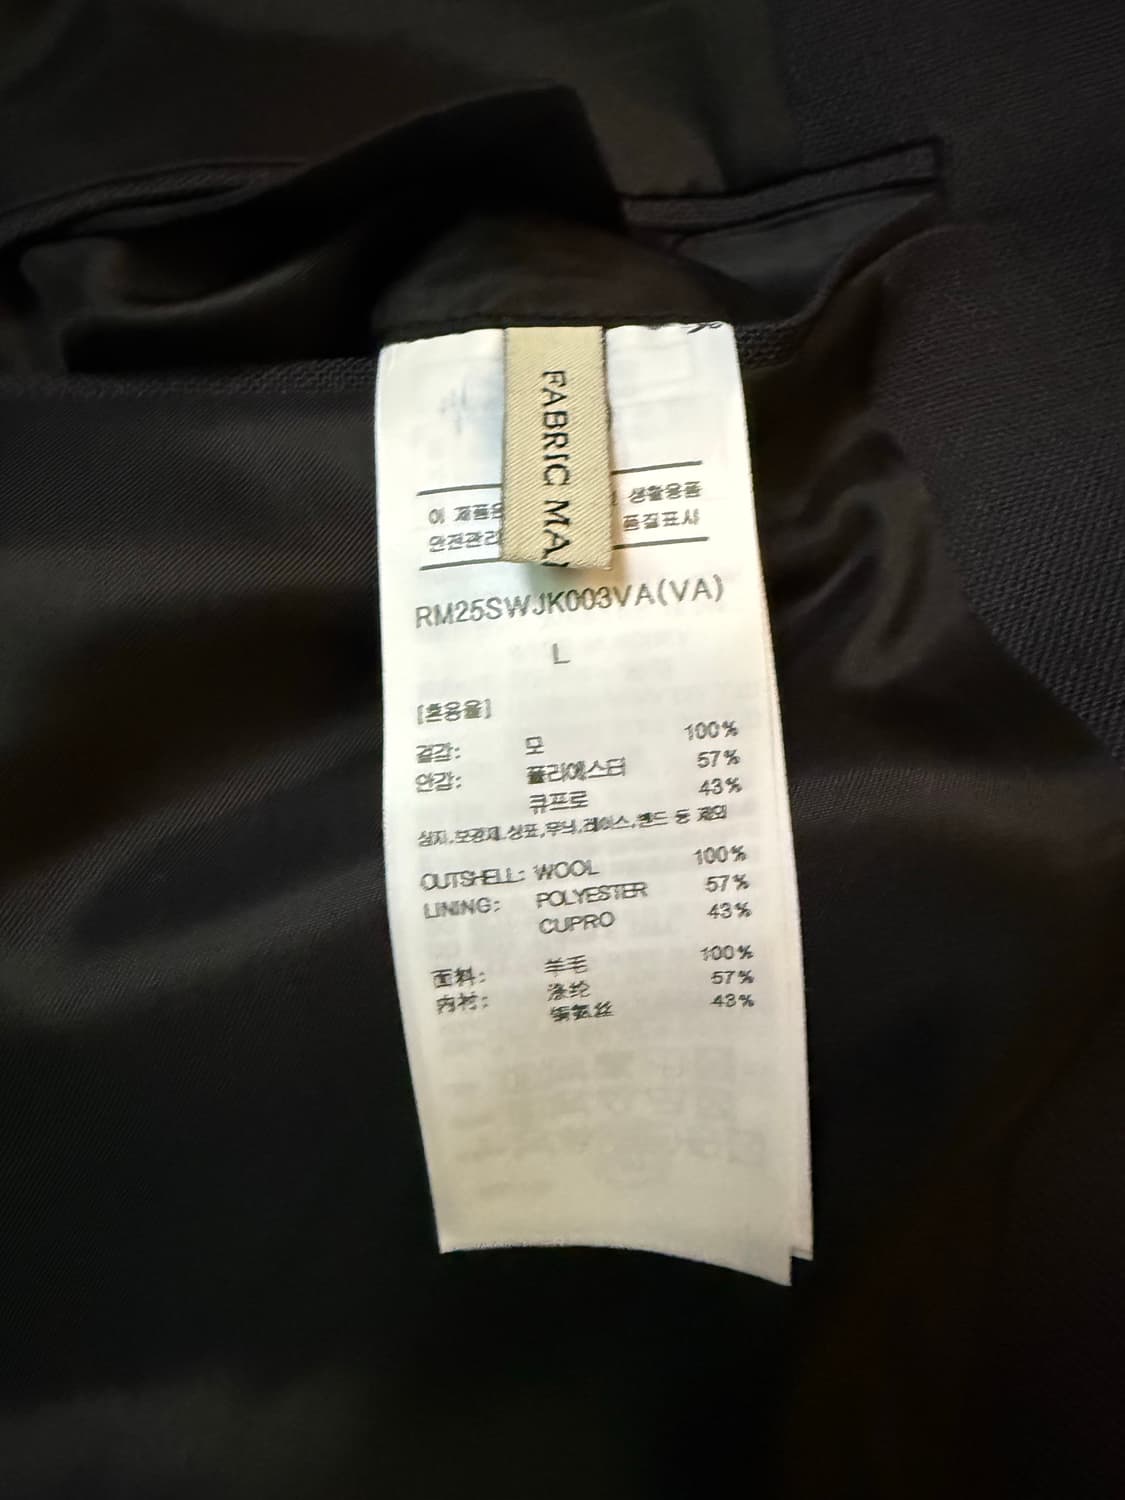 FABRIC MA
이 제품은 생활용품
안전관리 품질표시
RM25SWJK003VA(VA)
L
[혼용율]
겉감: 모 100%
안감: 폴리에스터 57%
큐프로 43%
심지,보강재,상표,무늬,레이스,밴드 등 제외
OUTSHELL: WOOL 100%
LINING: POLYESTER 57%
CUPRO 43%
面料: 羊毛 100%
内衬: 涤纶 57%
铜氨丝 43%